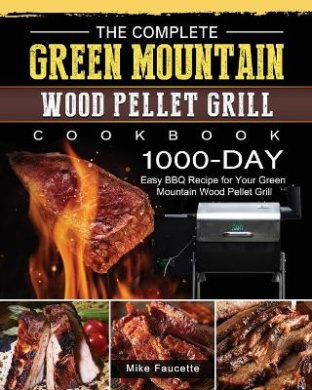 THE COMPLETE
GREEN MOUNTAIN
WOOD PELLET GRILL
COOKBOOK
1000-DAY
Easy BBQ Recipe for Your Green
Mountain Wood Pellet Grill
Mike Faucette